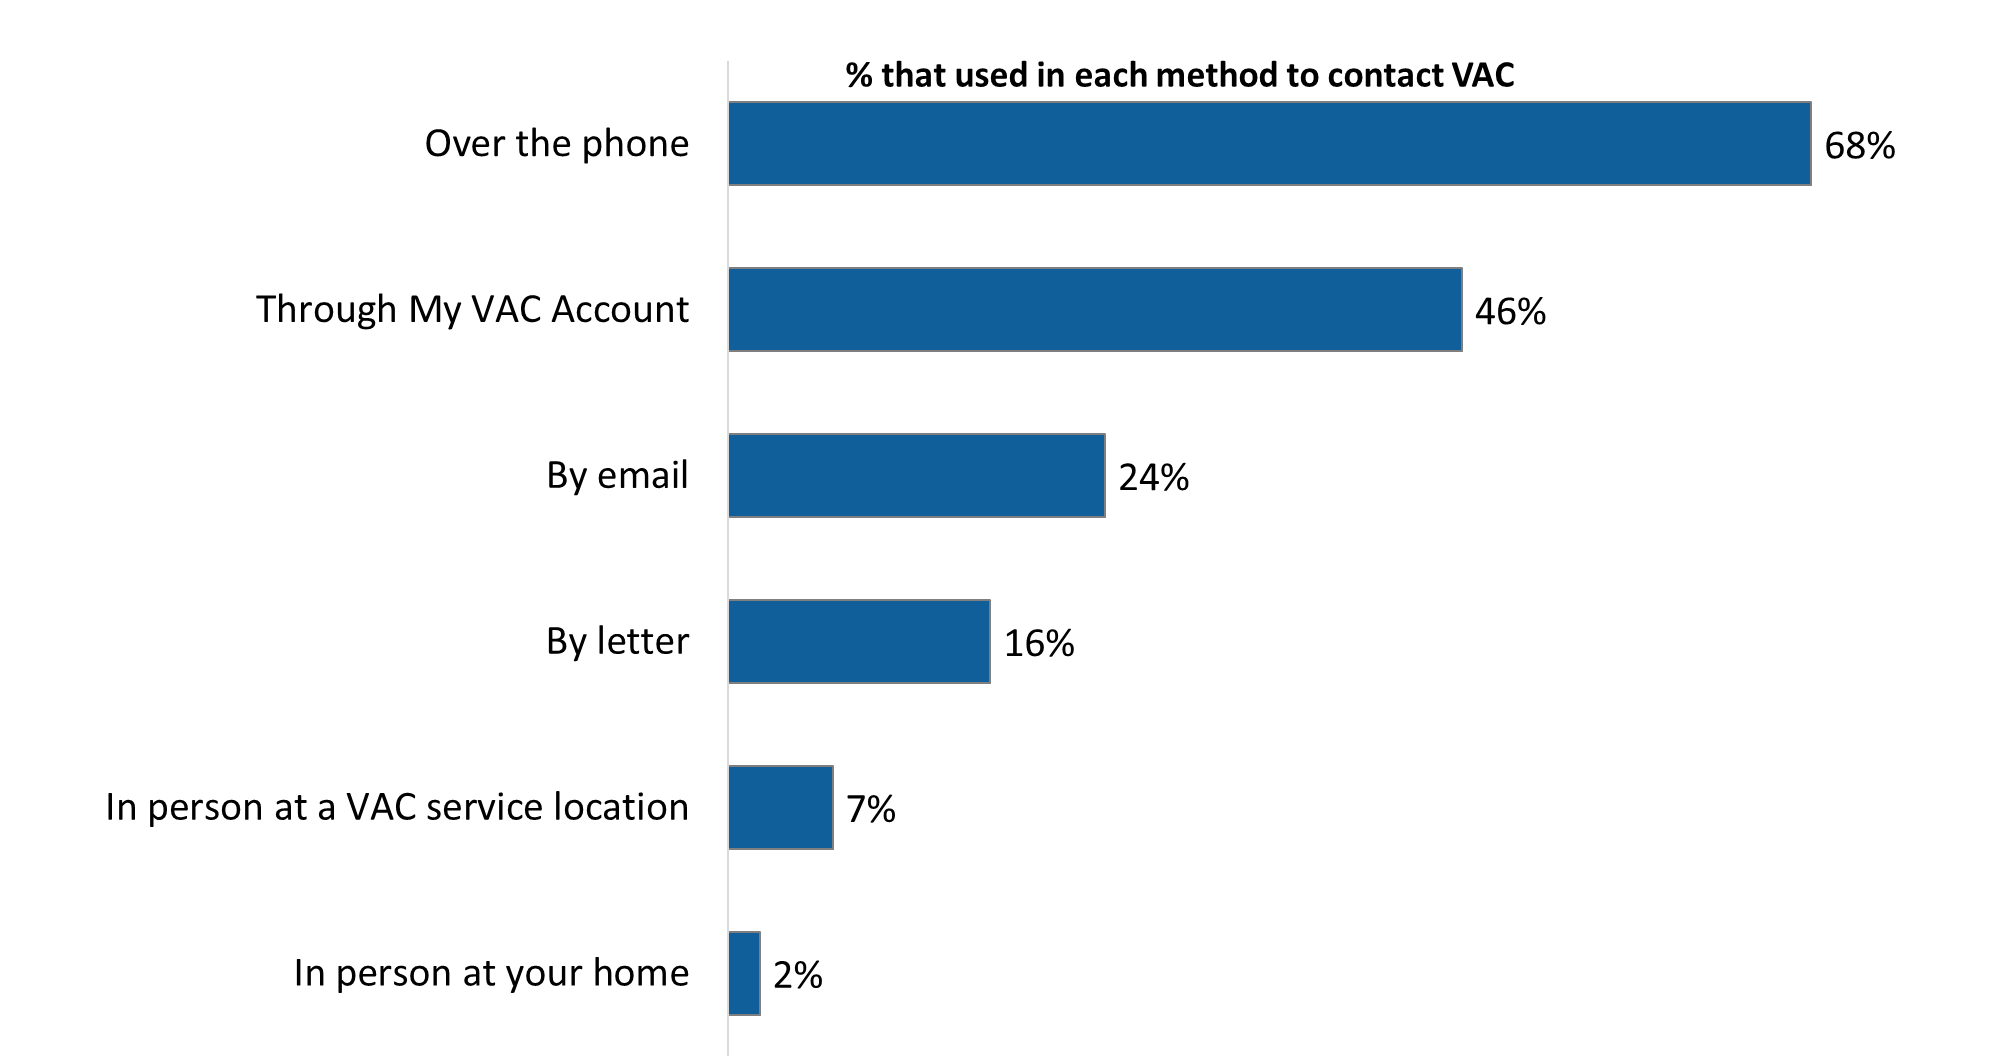 % that used in each method to contact VAC
Over the phone 68%
Through My VAC Account 46%
By email 24%
By letter 16%
In person at a VAC service location 7%
In person at your home 2%